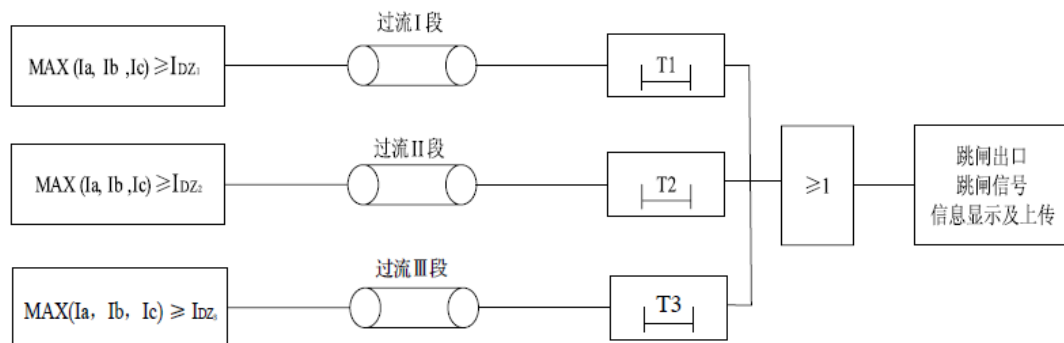 过流I段
MAX (Ia, Ib ,Ic) ≥IDZ₁
T1
过流II段
MAX (Ia, Ib ,Ic) ≥IDZ₂
T2
≥1
跳闸出口
跳闸信号
信息显示及上传
过流Ⅲ段
MAX(Ia，Ib，Ic) ≥ IDZ₃
T3